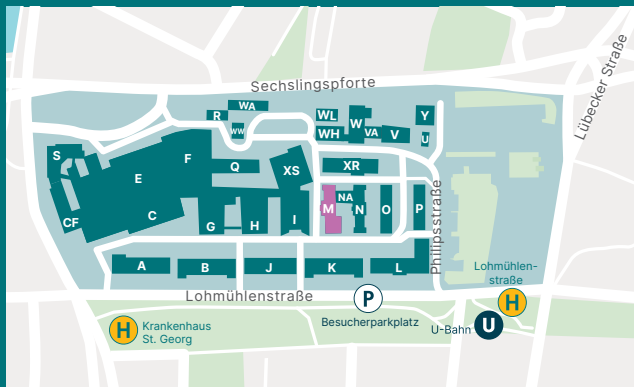 Sechslingspforte
Lübecker Straße
WA
R
WW
WL
W
Y
WH
VA
V
U
S
F
E
Q
XS
XR
CF
C
G
H
I
M
NA
N
O
P
Philipsstraße
A
B
J
K
L
Lohmühlenstraße
P
Besucherparkplatz
Lohmühlen-
straße
H
U-Bahn
U
H
Krankenhaus
St. Georg